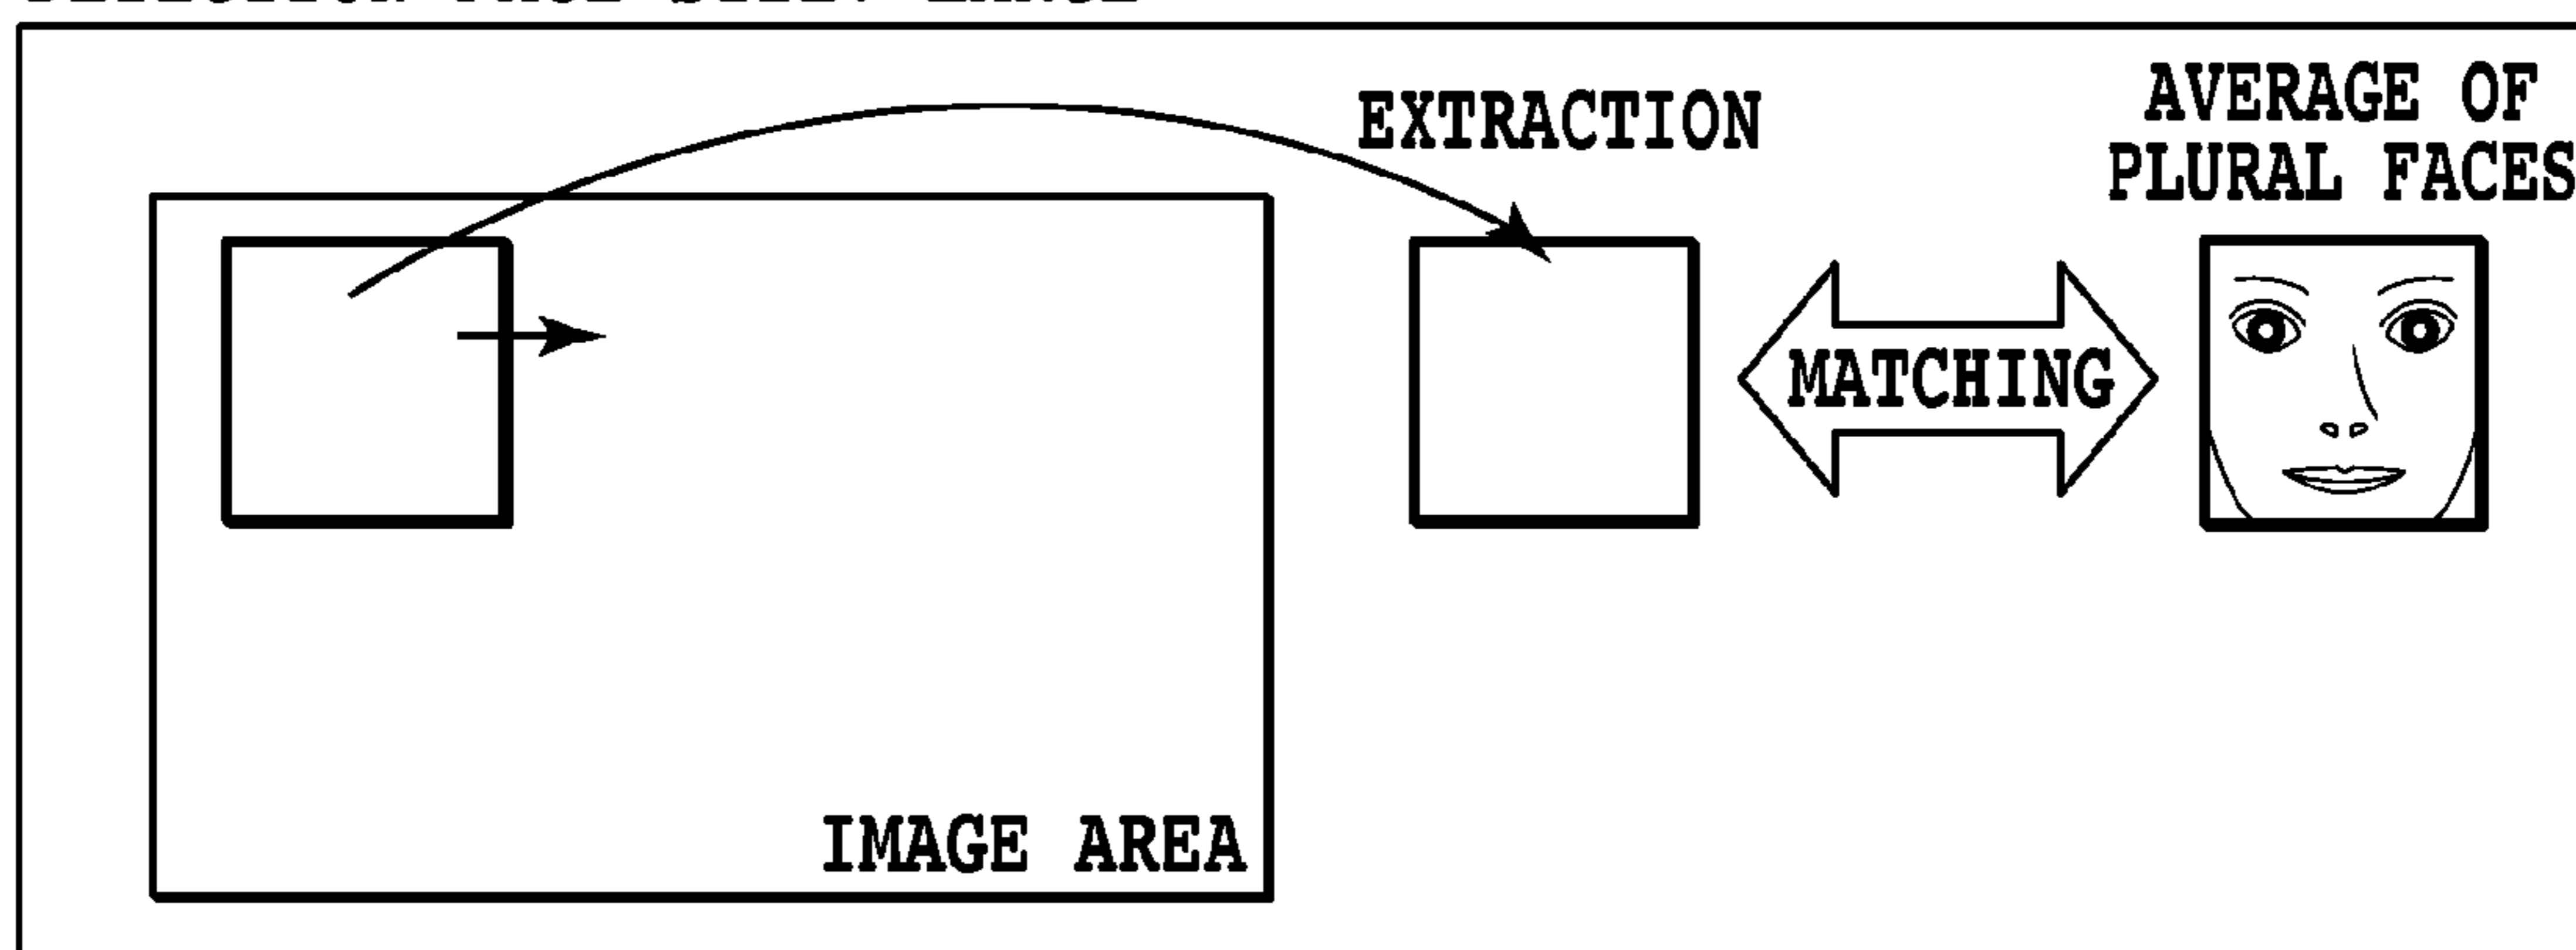 EXTRACTION
AVERAGE OF
PLURAL FACES
MATCHING
IMAGE AREA